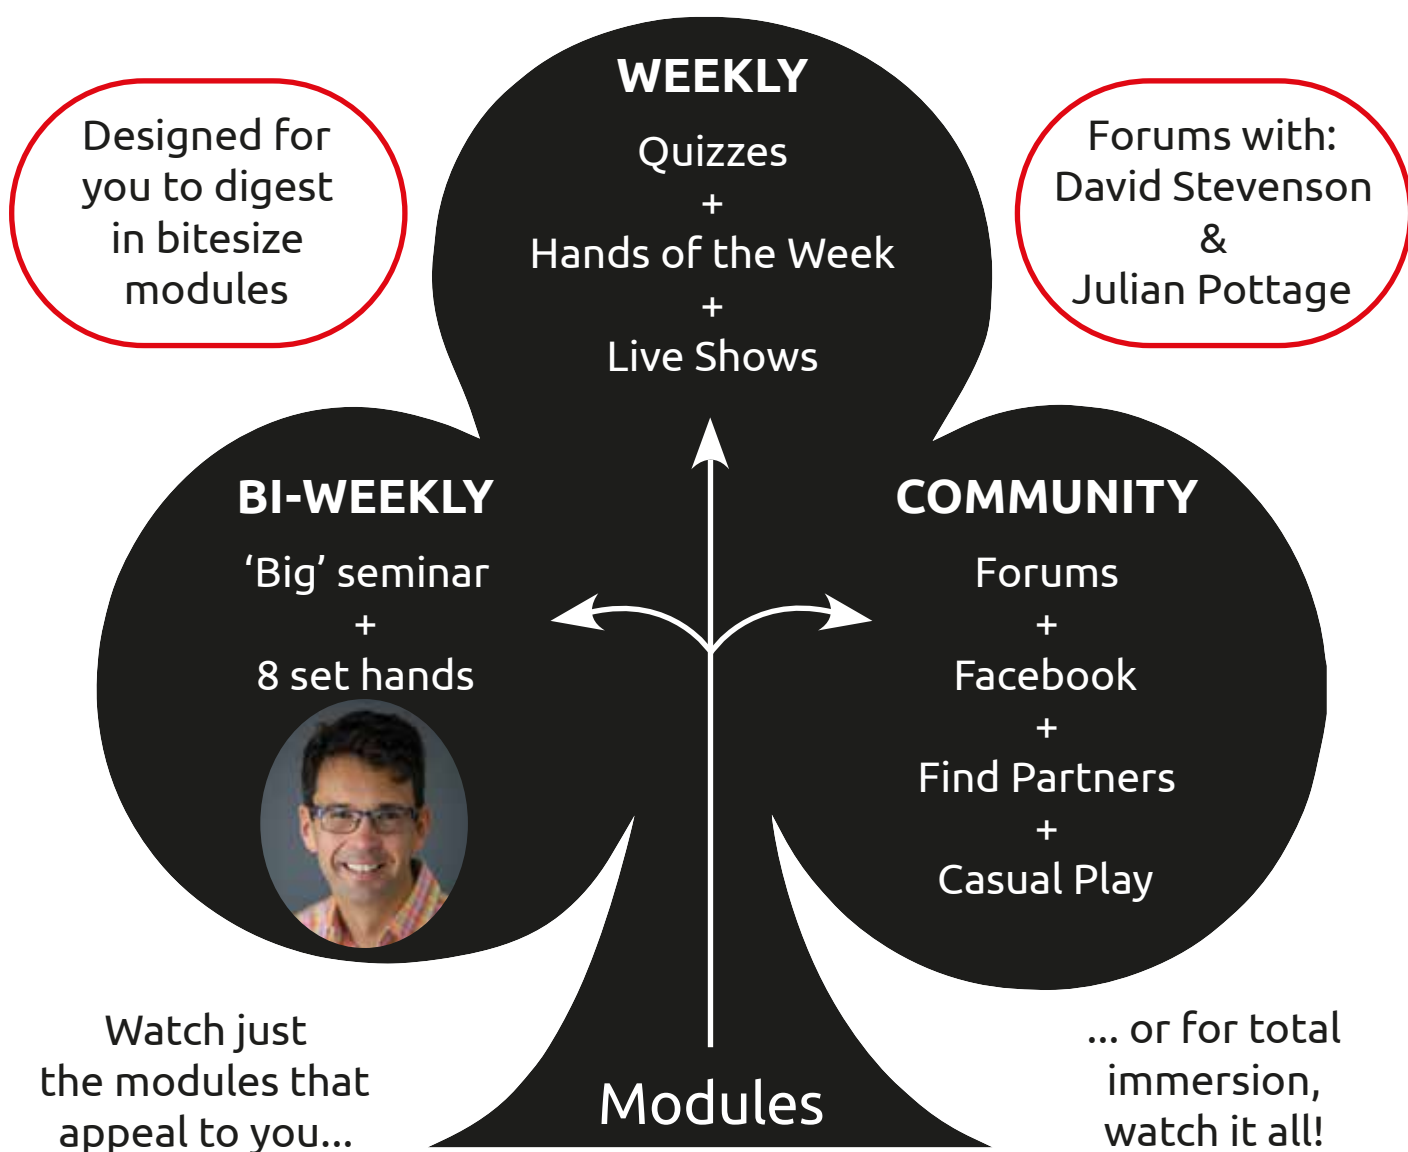 WEEKLY
Quizzes
+
Hands of the Week
+
Live Shows
Designed for
you to digest
in bitesize
modules
Forums with:
David Stevenson
&
Julian Pottage
BI-WEEKLY
‘Big’ seminar
+
8 set hands
COMMUNITY
Forums
+
Facebook
+
Find Partners
+
Casual Play
Watch just
the modules that
appeal to you...
Modules
... or for total
immersion,
watch it all!